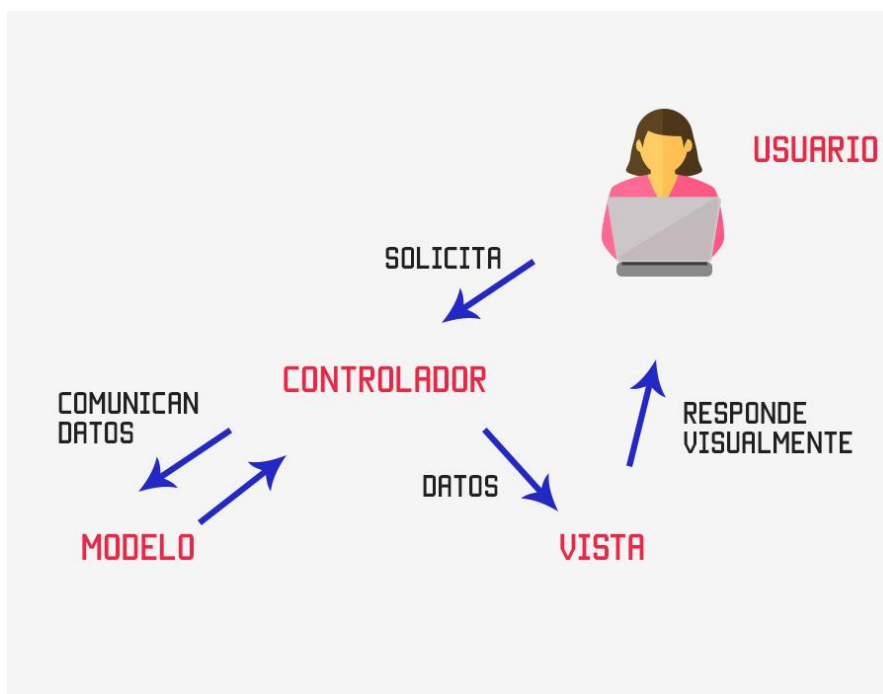 USUARIO
SOLICITA
CONTROLADOR
COMUNICAN
DATOS
RESPONDE
VISUALMENTE
DATOS
MODELO
VISTA